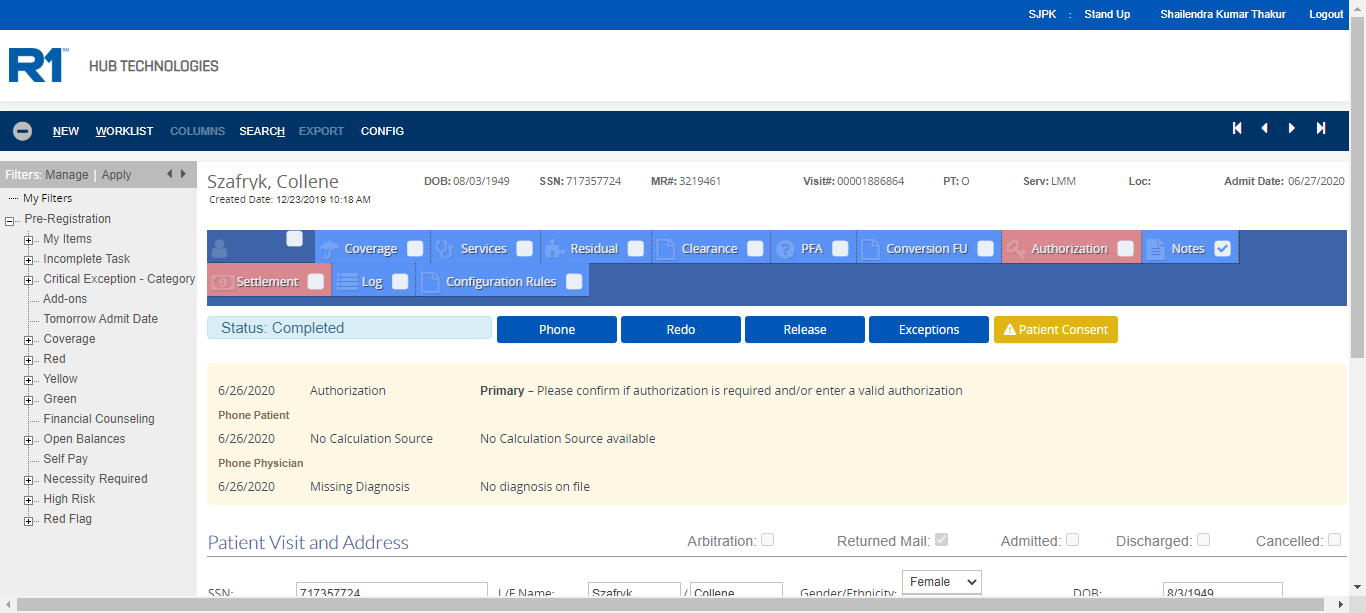 SJPK : Stand Up Shailendra Kumar Thakur Logout
R1 HUB TECHNOLOGIES
NEW WORKLIST COLUMNS SEARCH EXPORT CONFIG
Filters: Manage | Apply
My Filters
Pre-Registration
My Items
Incomplete Task
Critical Exception - Category
Add-ons
Tomorrow Admit Date
Coverage
Red
Yellow
Green
Financial Counseling
Open Balances
Self Pay
Necessity Required
High Risk
Red Flag
Szafryk, Collene DOB: 08/03/1949 SSN: 717357724 MR#: 3219461 Visit#: 00001886864 PT: O Serv: LMM Loc: Admit Date: 06/27/2020
Created Date: 12/23/2019 10:18 AM
Coverage Services Residual Clearance PFA Conversion FU Authorization Notes
Settlement Log Configuration Rules
Status: Completed Phone Redo Release Exceptions Patient Consent
6/26/2020 Authorization Primary – Please confirm if authorization is required and/or enter a valid authorization
Phone Patient
6/26/2020 No Calculation Source No Calculation Source available
Phone Physician
6/26/2020 Missing Diagnosis No diagnosis on file
Patient Visit and Address Arbitration: Returned Mail: Admitted: Discharged: Cancelled:
SSN: 717357724 L/F Name: Szafryk / Collene Gender/Ethnicity: Female DOB: 8/3/1949